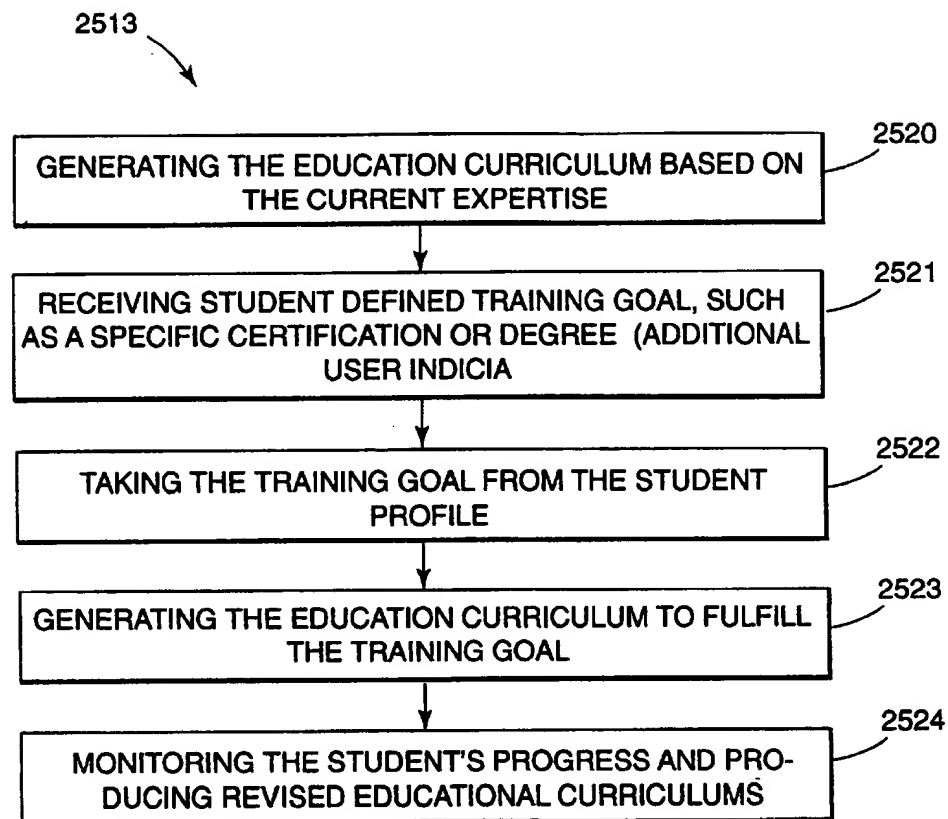 2513
GENERATING THE EDUCATION CURRICULUM BASED ON
THE CURRENT EXPERTISE
2520
RECEIVING STUDENT DEFINED TRAINING GOAL, SUCH
AS A SPECIFIC CERTIFICATION OR DEGREE (ADDITIONAL
USER INDICIA
2521
TAKING THE TRAINING GOAL FROM THE STUDENT
PROFILE
2522
GENERATING THE EDUCATION CURRICULUM TO FULFILL
THE TRAINING GOAL
2523
MONITORING THE STUDENT'S PROGRESS AND PRO-
DUCING REVISED EDUCATIONAL CURRICULUMS
2524